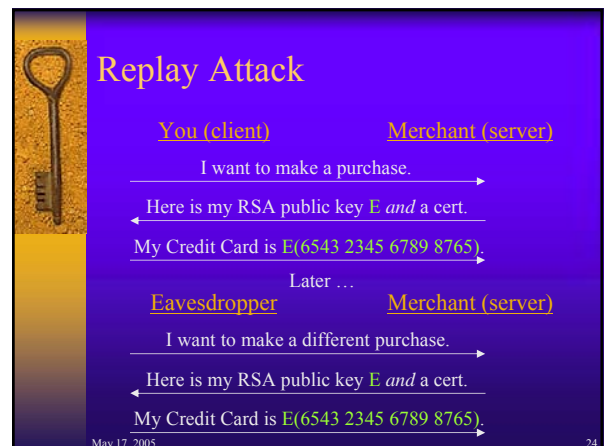 Replay Attack
You (client) Merchant (server)
I want to make a purchase.
Here is my RSA public key E and a cert.
My Credit Card is E(6543 2345 6789 8765).
Later …
Eavesdropper Merchant (server)
I want to make a different purchase.
Here is my RSA public key E and a cert.
My Credit Card is E(6543 2345 6789 8765).
May 17, 2005 24